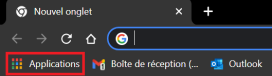 Nouvel onglet
Applications
Boîte de réception (...
Outlook